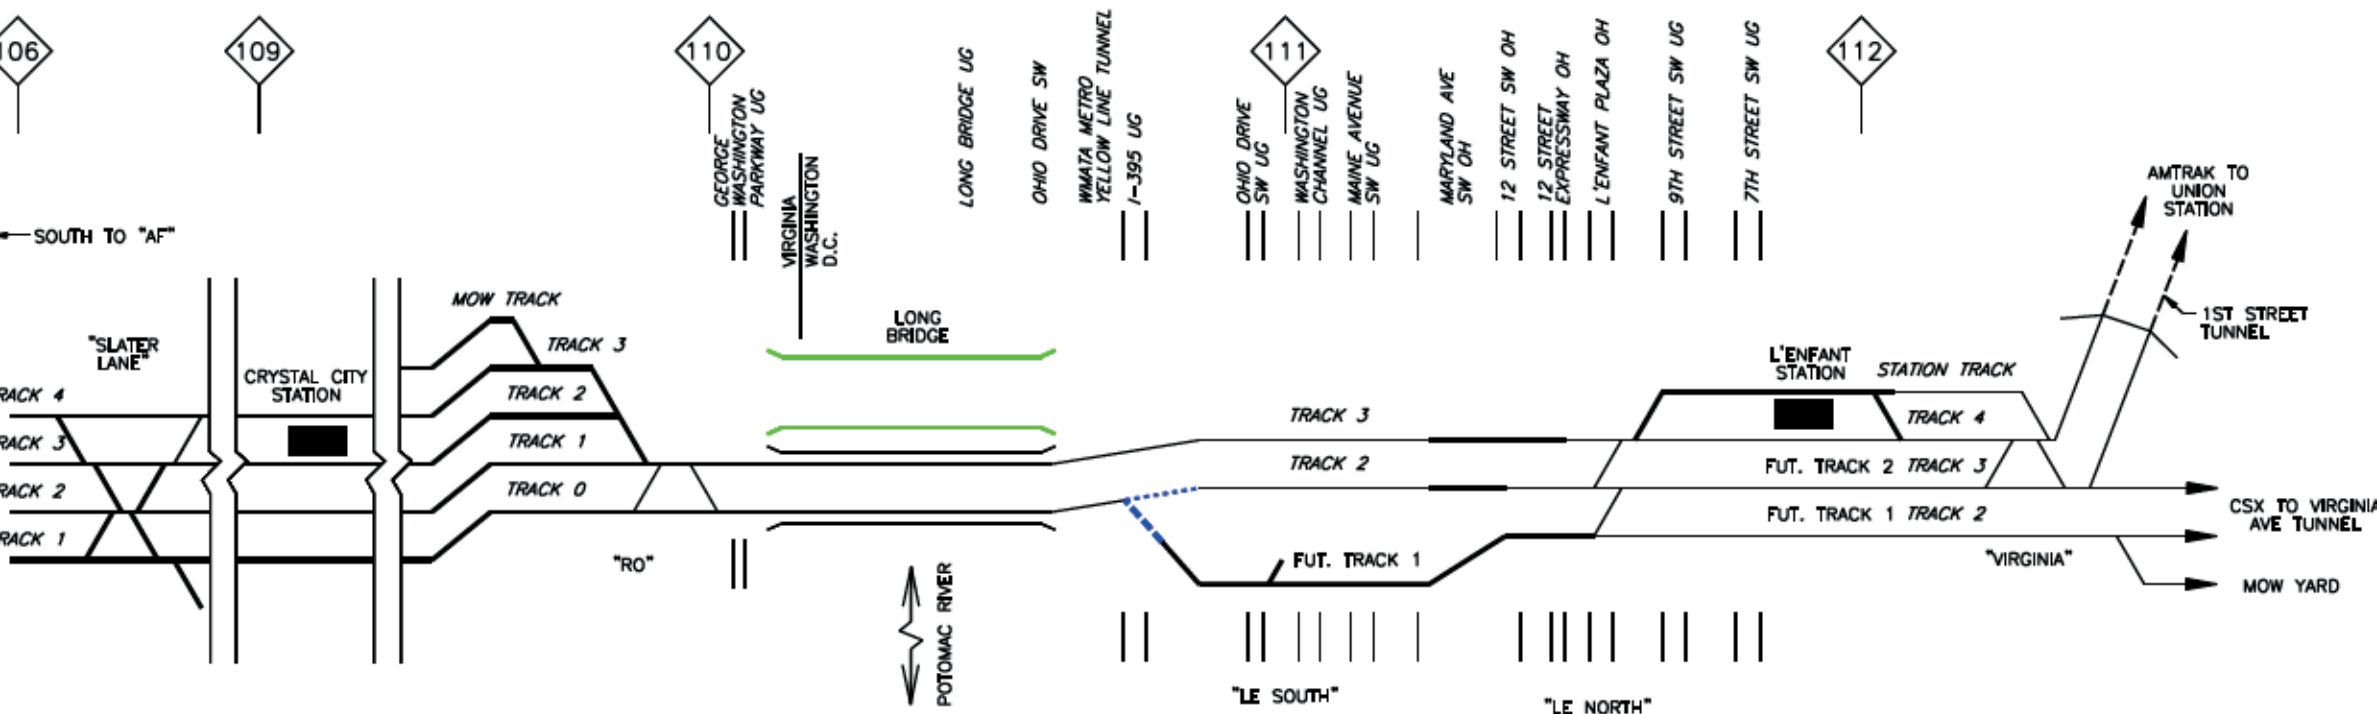 106
109
110
111
112
GEORGE
WASHINGTON
PARKWAY UG
LONG BRIDGE UG
OHIO DRIVE SW
WMATA METRO
YELLOW LINE TUNNEL
I-395 UG
OHIO DRIVE
SW UG
WASHINGTON
CHANNEL UG
MAINE AVENUE
SW UG
MARYLAND AVE
SW OH
12 STREET SW OH
12 STREET
EXPRESSWAY OH
L'ENFANT PLAZA OH
9TH STREET SW UG
7TH STREET SW UG
VIRGINIA
WASHINGTON
D.C.
SOUTH TO "AF"
AMTRAK TO
UNION
STATION
1ST STREET
TUNNEL
MOW TRACK
"SLATER
LANE"
CRYSTAL CITY
STATION
LONG
BRIDGE
L'ENFANT
STATION
STATION TRACK
RACK 4
RACK 3
RACK 2
RACK 1
TRACK 3
TRACK 2
TRACK 1
TRACK 0
TRACK 3
TRACK 2
TRACK 4
FUT. TRACK 2 TRACK 3
FUT. TRACK 1 TRACK 2
CSX TO VIRGINIA
AVE TUNNEL
"RO"
FUT. TRACK 1
"VIRGINIA"
MOW YARD
POTOMAC RIVER
"LE SOUTH"
"LE NORTH"